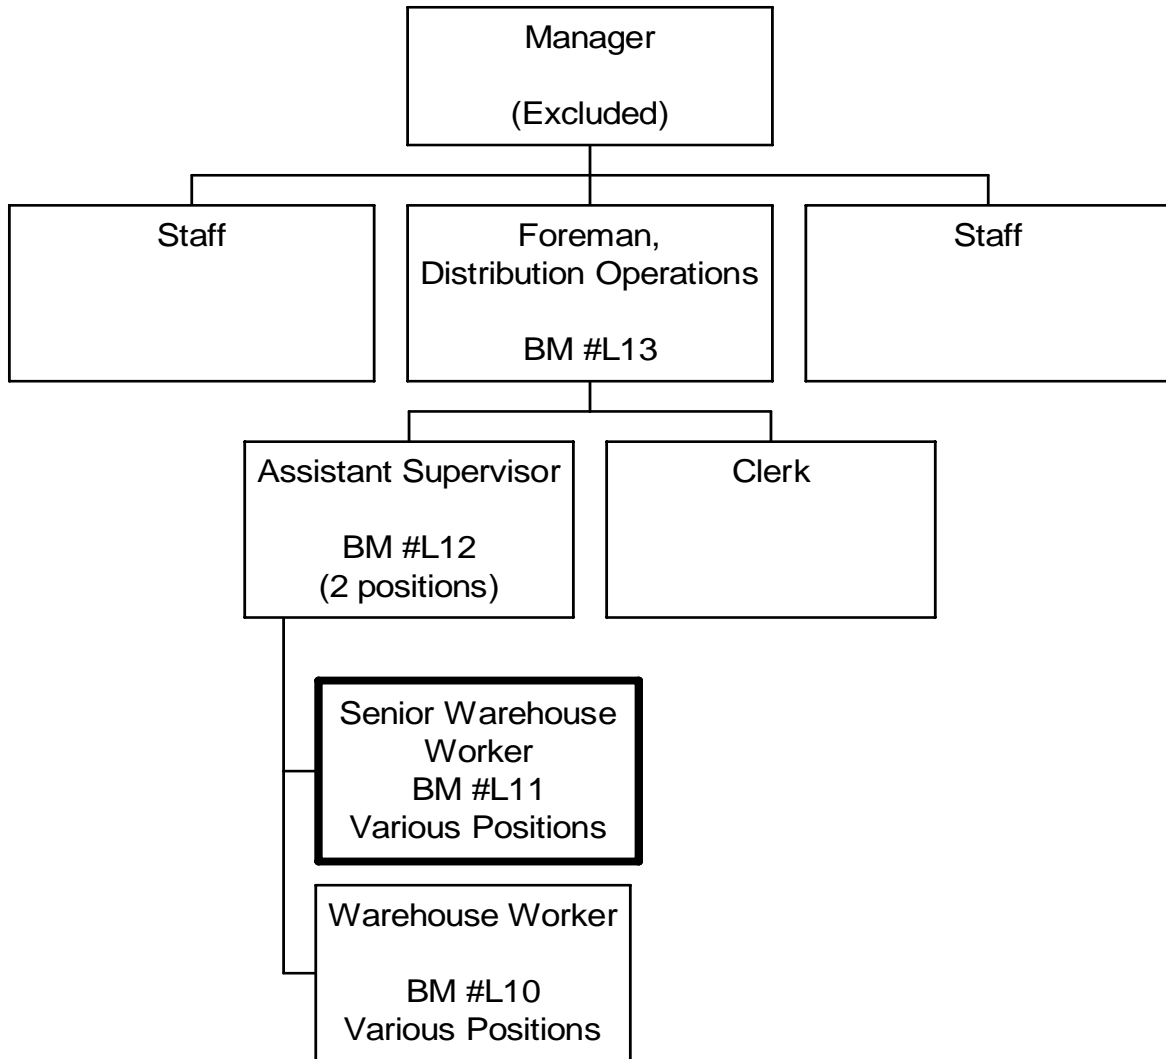 Manager
(Excluded)
Staff
Foreman,
Distribution Operations
BM #L13
Staff
Assistant Supervisor
BM #L12
(2 positions)
Clerk
Senior Warehouse
Worker
BM #L11
Various Positions
Warehouse Worker
BM #L10
Various Positions